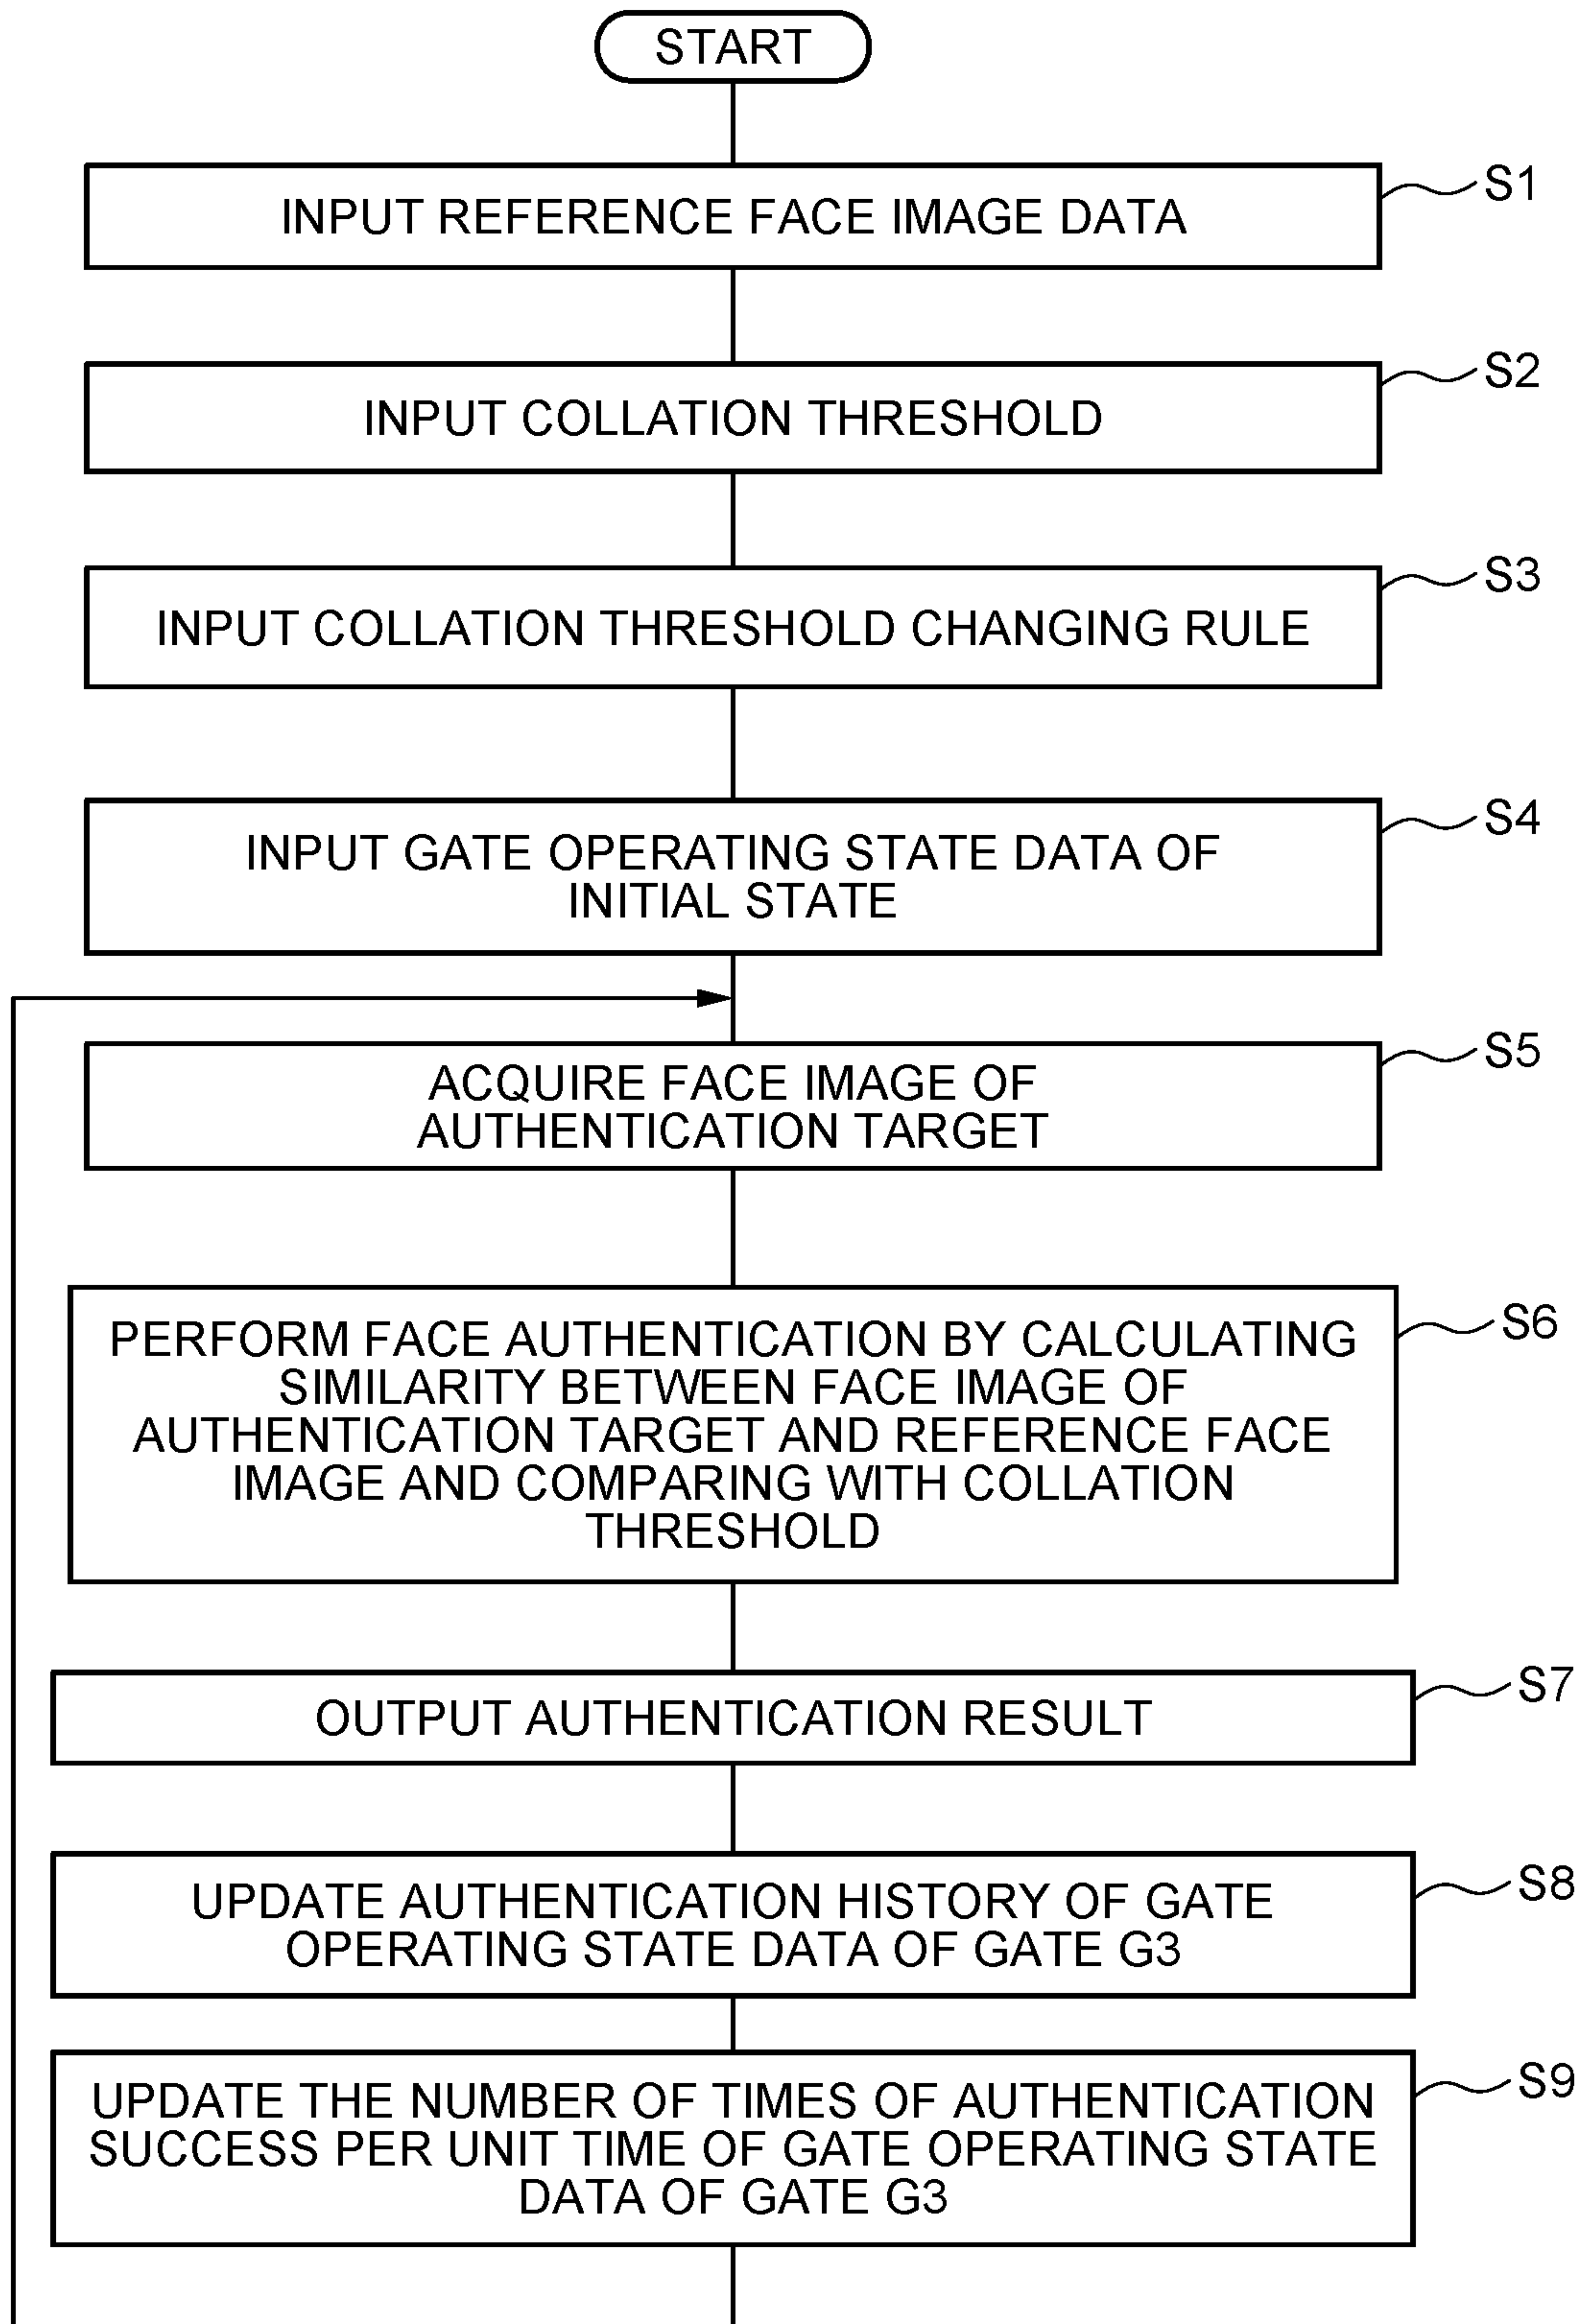 START
INPUT REFERENCE FACE IMAGE DATA
S1
INPUT COLLATION THRESHOLD
S2
INPUT COLLATION THRESHOLD CHANGING RULE
S3
INPUT GATE OPERATING STATE DATA OF
INITIAL STATE
S4
ACQUIRE FACE IMAGE OF
AUTHENTICATION TARGET
S5
PERFORM FACE AUTHENTICATION BY CALCULATING
SIMILARITY BETWEEN FACE IMAGE OF
AUTHENTICATION TARGET AND REFERENCE FACE
IMAGE AND COMPARING WITH COLLATION
THRESHOLD
S6
OUTPUT AUTHENTICATION RESULT
S7
UPDATE AUTHENTICATION HISTORY OF GATE
OPERATING STATE DATA OF GATE G3
S8
UPDATE THE NUMBER OF TIMES OF AUTHENTICATION
SUCCESS PER UNIT TIME OF GATE OPERATING STATE
DATA OF GATE G3
S9